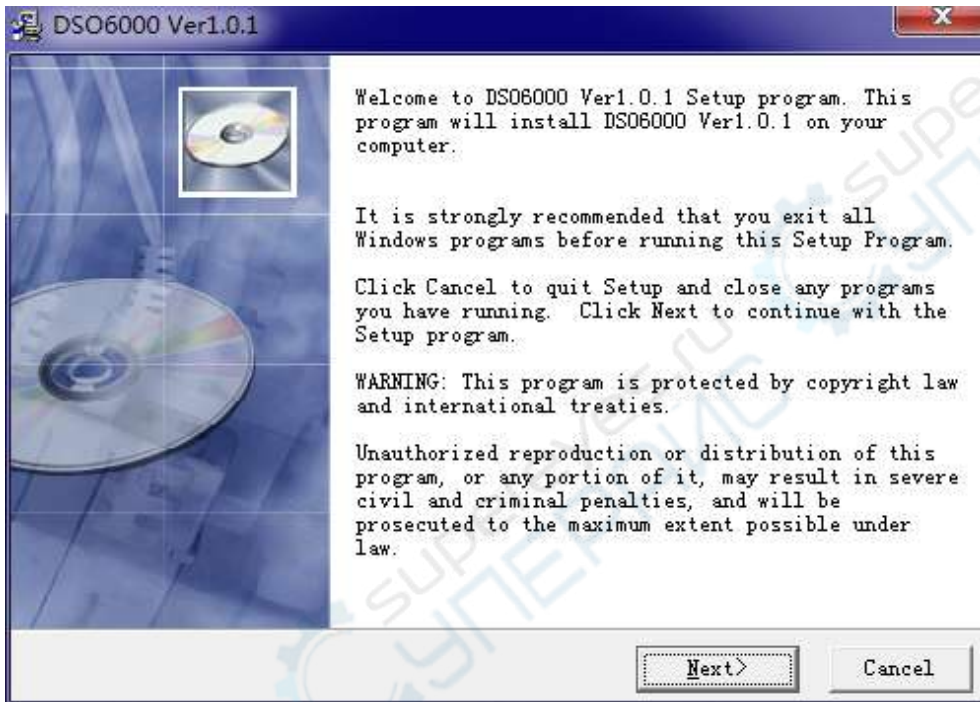 DSO6000 Ver1.0.1
Welcome to DSO6000 Ver1.0.1 Setup program. This
program will install DSO6000 Ver1.0.1 on your
computer.
It is strongly recommended that you exit all
Windows programs before running this Setup Program.
Click Cancel to quit Setup and close any programs
you have running.  Click Next to continue with the
Setup program.
WARNING: This program is protected by copyright law
and international treaties.
Unauthorized reproduction or distribution of this
program, or any portion of it, may result in severe
civil and criminal penalties, and will be
prosecuted to the maximum extent possible under
law.
Next>
Cancel